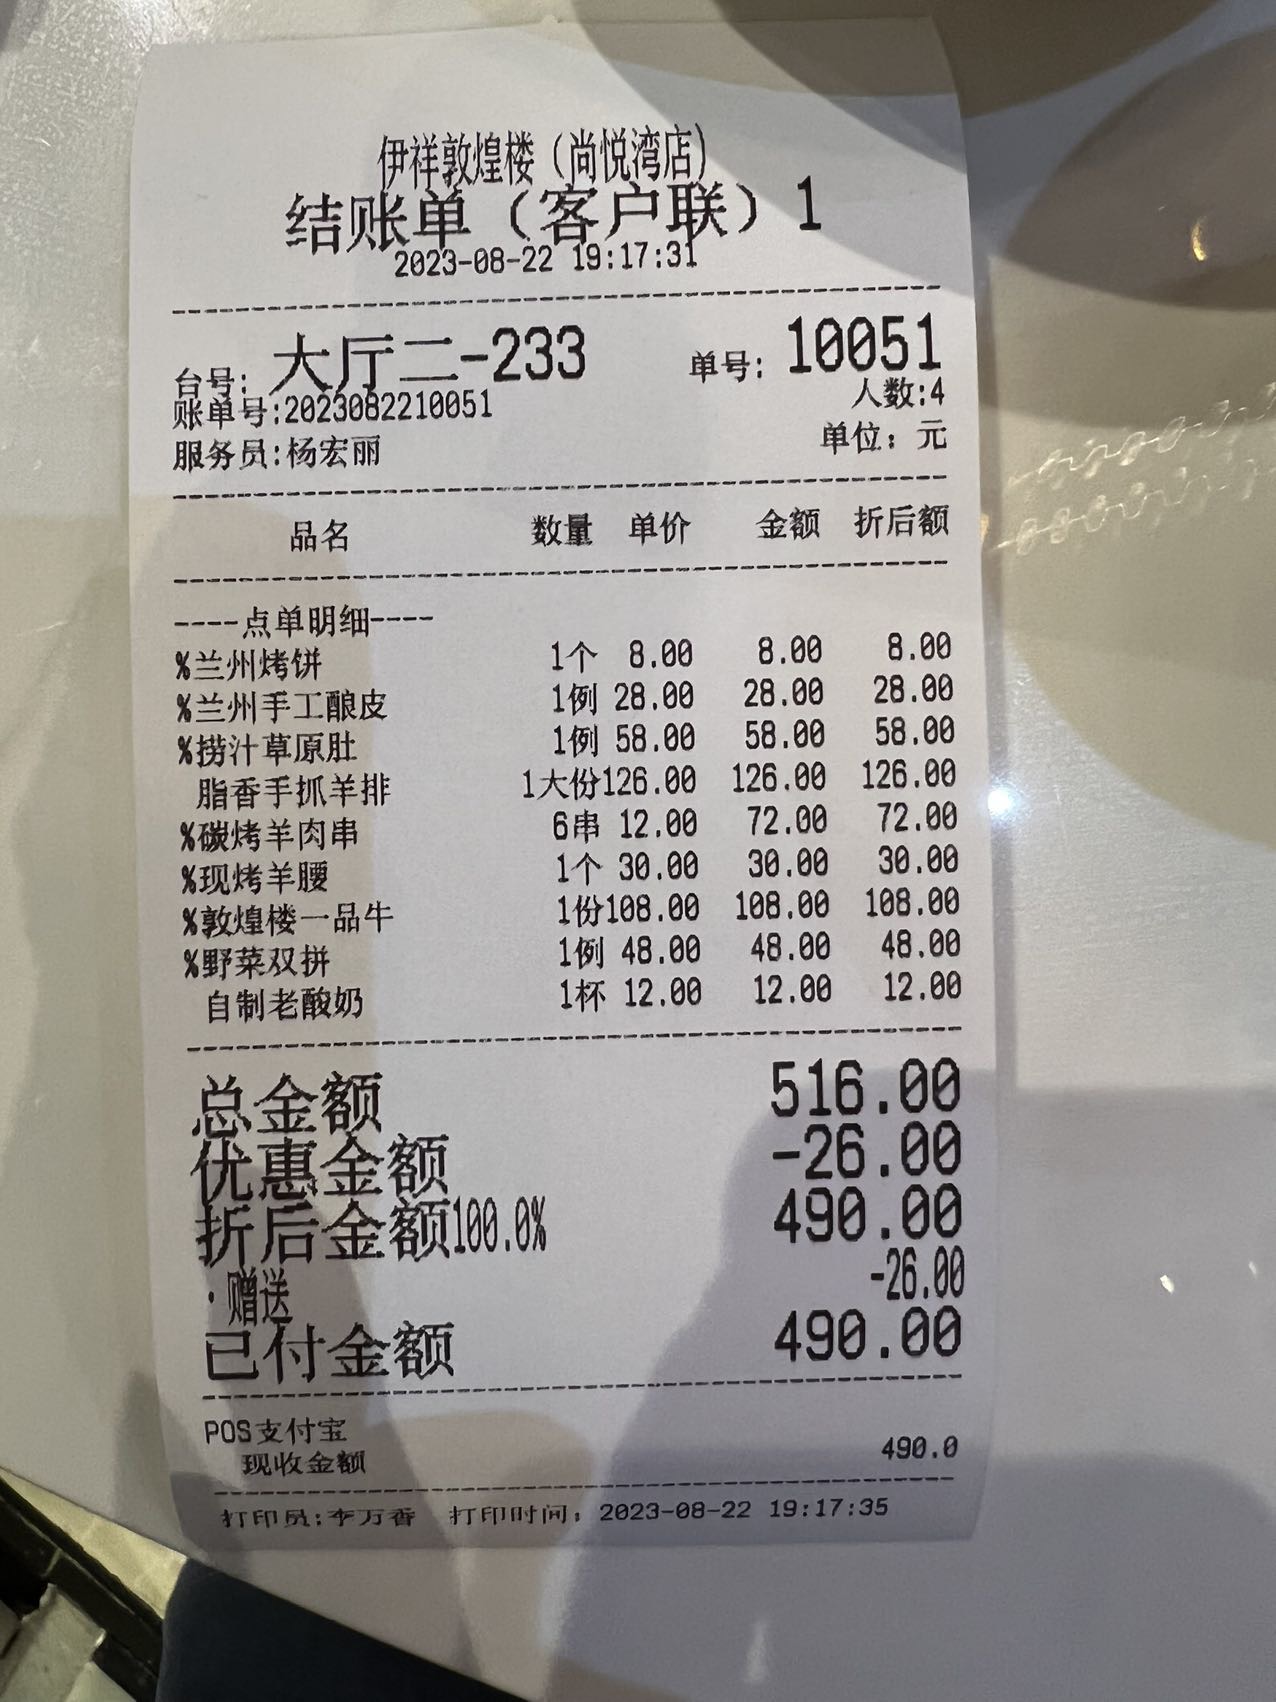 伊祥敦煌楼（尚悦湾店）
结账单（客户联）1
2023-08-22 19:17:31
台号: 大厅二-233 单号: 10051
账单号:2023082210051 人数:4
服务员:杨宏丽 单位：元
品名 数量 单价 金额 折后额
----点单明细----
%兰州烤饼 1个 8.00 8.00 8.00
%兰州手工酿皮 1例 28.00 28.00 28.00
%捞汁草原肚 1例 58.00 58.00 58.00
脂香手抓羊排 1大份126.00 126.00 126.00
%碳烤羊肉串 6串 12.00 72.00 72.00
%现烤羊腰 1个 30.00 30.00 30.00
%敦煌楼一品牛 1份108.00 108.00 108.00
%野菜双拼 1例 48.00 48.00 48.00
自制老酸奶 1杯 12.00 12.00 12.00
总金额 516.00
优惠金额 -26.00
折后金额100.0% 490.00
·赠送 -26.00
已付金额 490.00
POS支付宝
现收金额 490.0
打印员:李万香 打印时间：2023-08-22 19:17:35